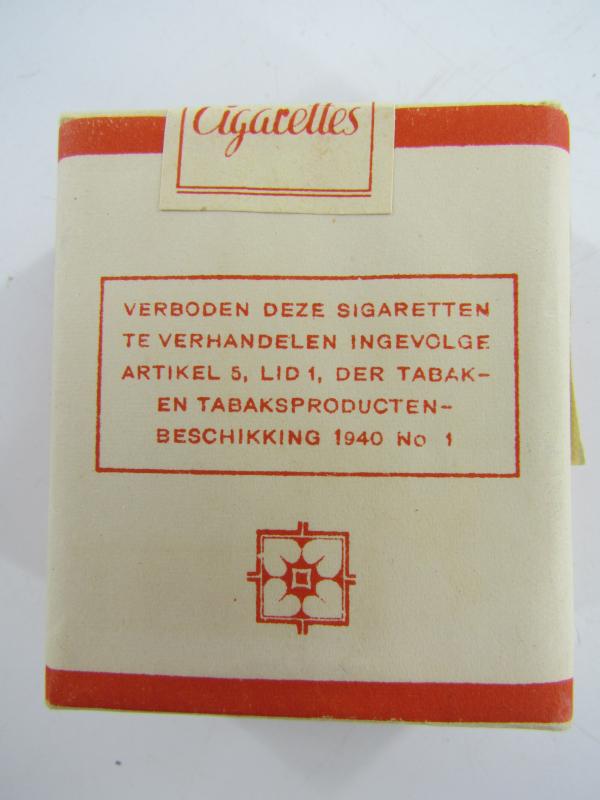 Cigarettes
VERBODEN DEZE SIGARETTEN
TE VERHANDELEN INGEVOLGE
ARTIKEL 5, LID 1, DER TABAK-
EN TABAKSPRODUCTEN-
BESCHIKKING 1940 No 1